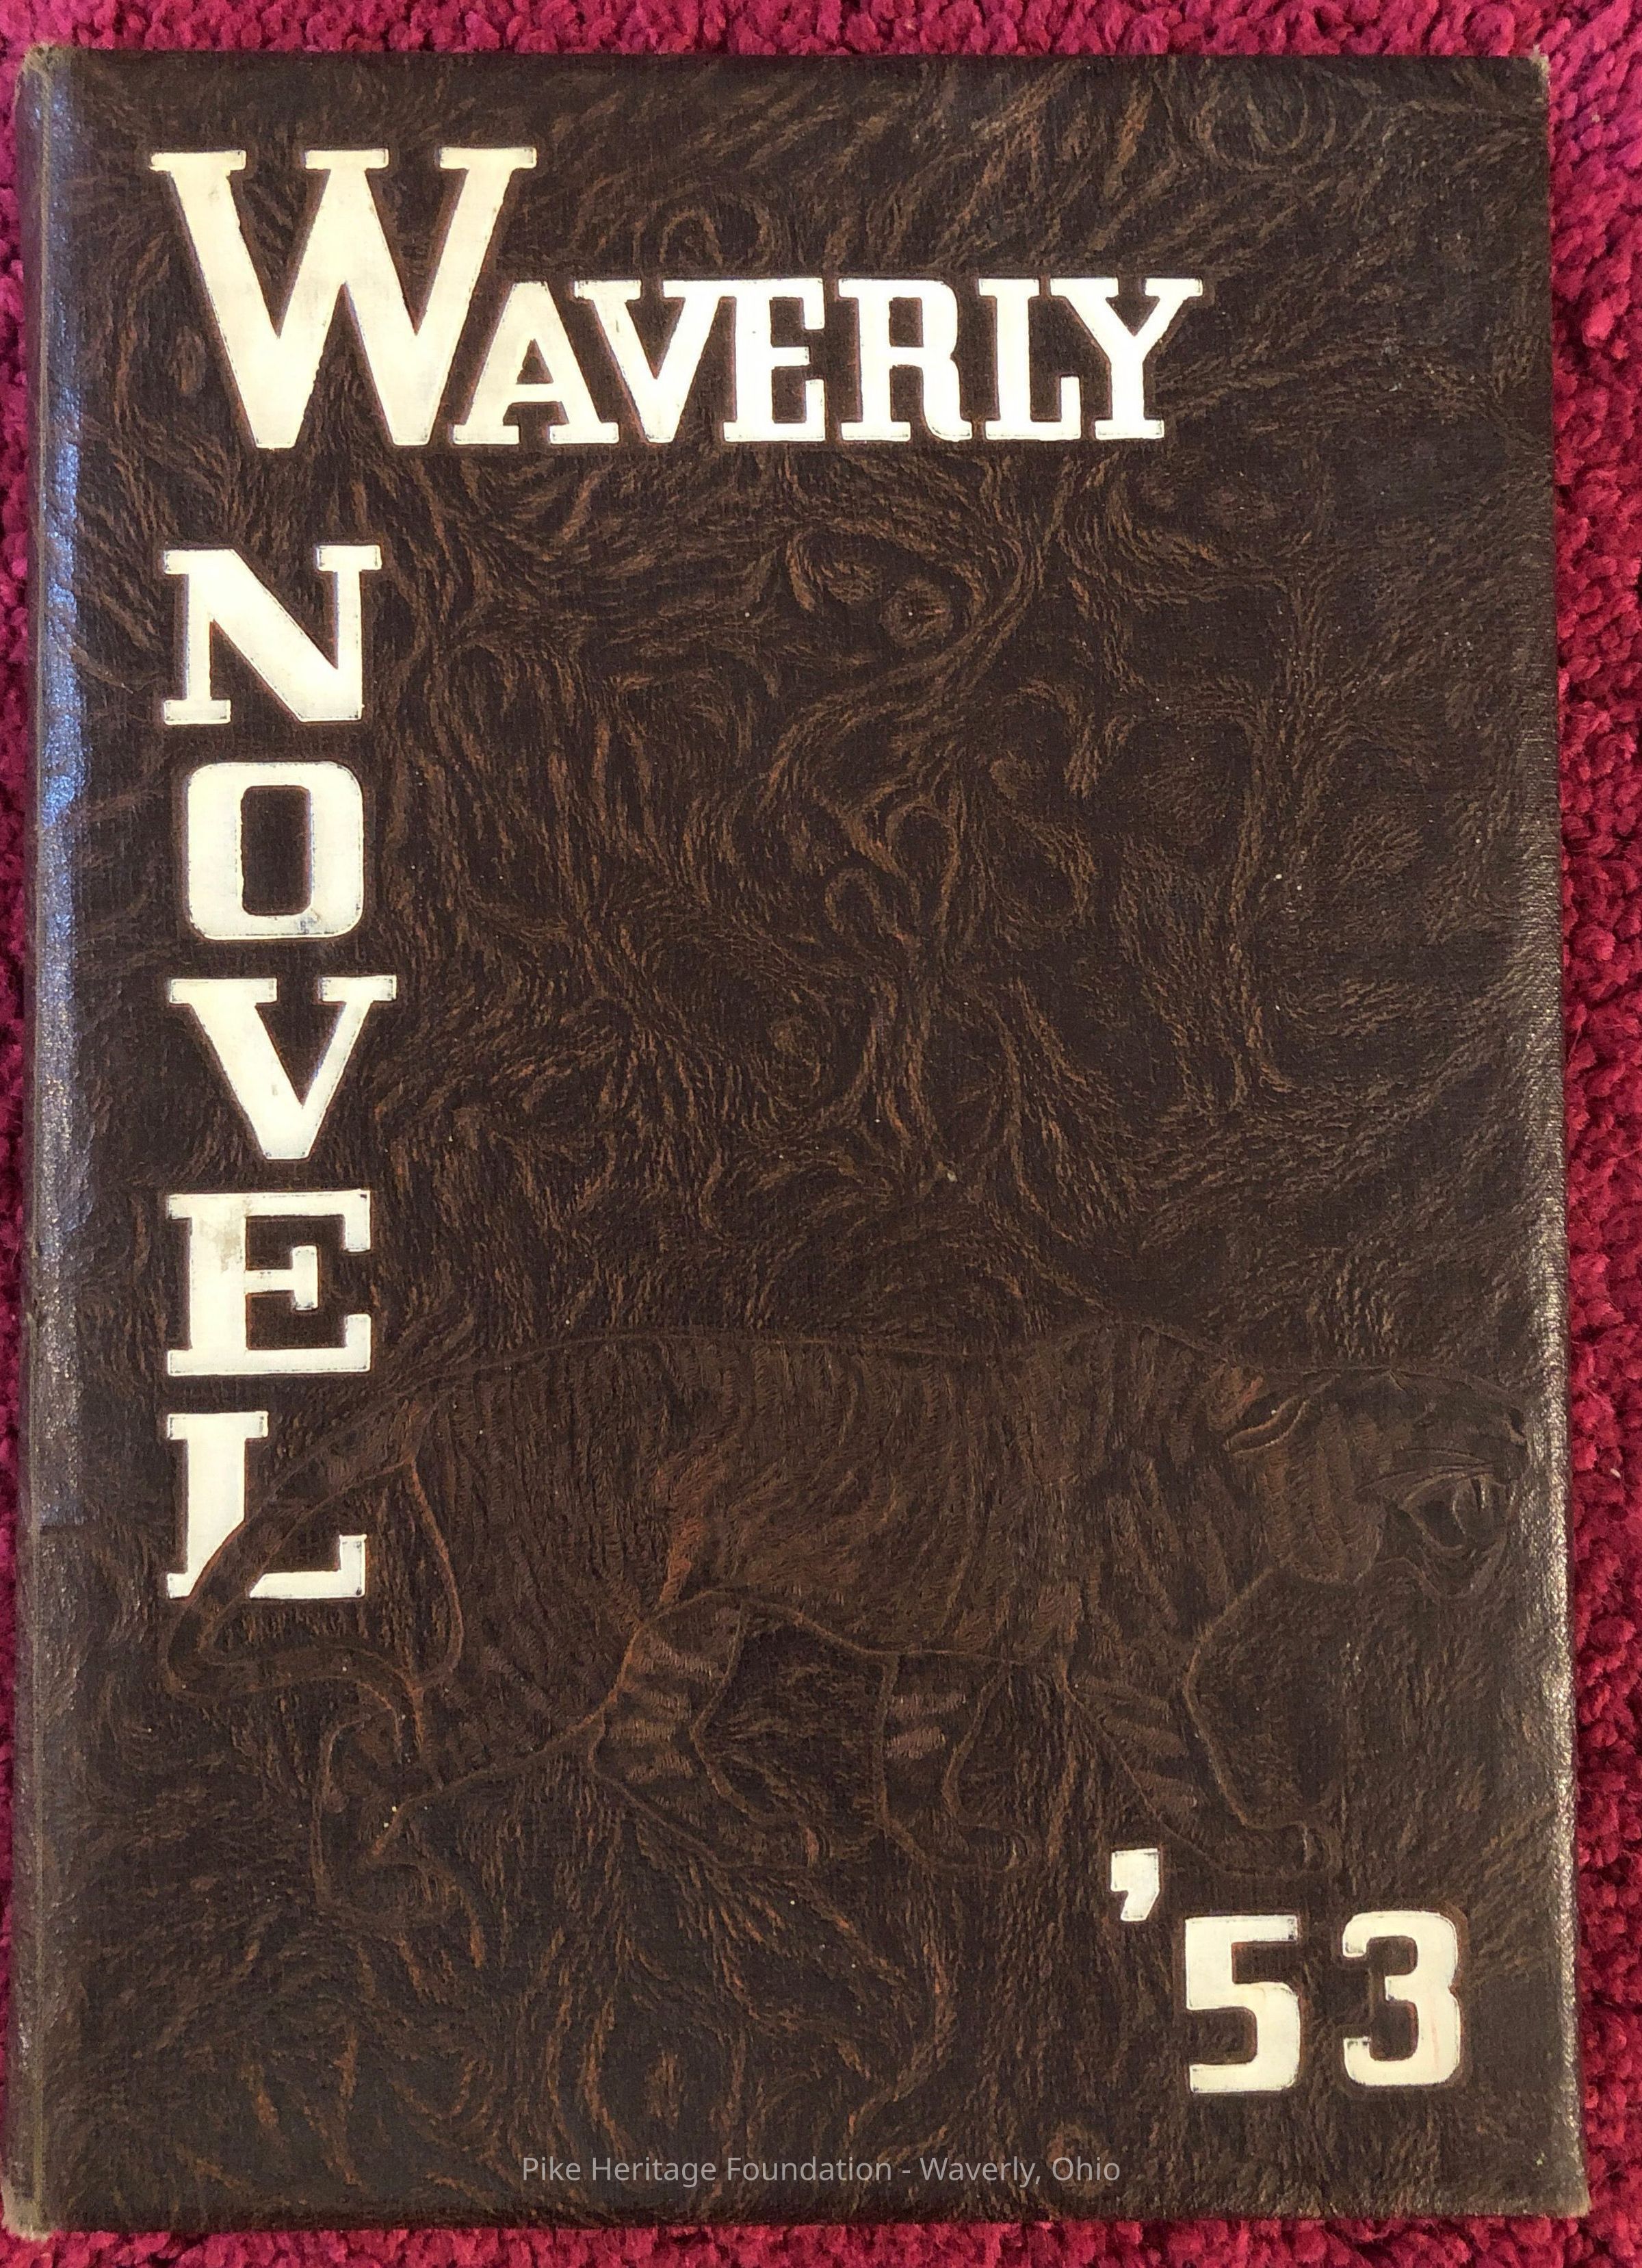 WAVERLY
NOVEL
'53
Pike Heritage Foundation - Waverly, Ohio